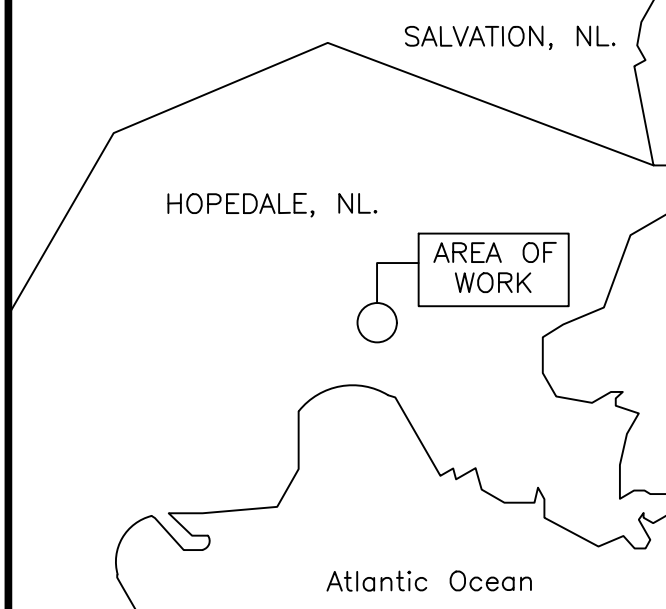 SALVATION, NL.
HOPEDALE, NL.
AREA OF
WORK
Atlantic Ocean